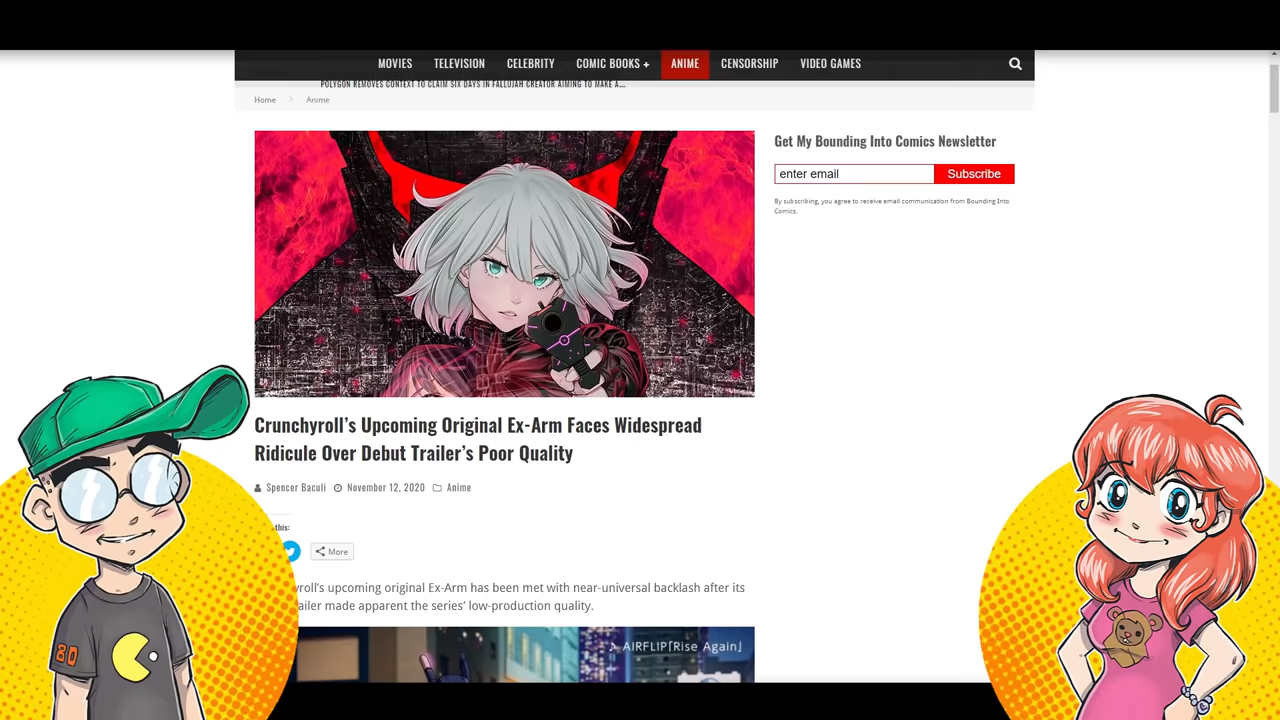 MOVIES TELEVISION CELEBRITY COMIC BOOKS + ANIME CENSORSHIP VIDEO GAMES
POLYGON REMOVES CONTEXT TO CLAIM SIX DAYS IN FALLUJAH CREATOR AIMING TO MAKE A...
Home > Anime
Get My Bounding Into Comics Newsletter
enter email Subscribe
By subscribing, you agree to receive email communication from Bounding Into
Comics.
Crunchyroll's Upcoming Original Ex-Arm Faces Widespread
Ridicule Over Debut Trailer's Poor Quality
Spencer Baculi November 12, 2020 Anime
this:
More
yroll's upcoming original Ex-Arm has been met with near-universal backlash after its
ailer made apparent the series' low-production quality.
♪ AIRFLIP「Rise Again」
80